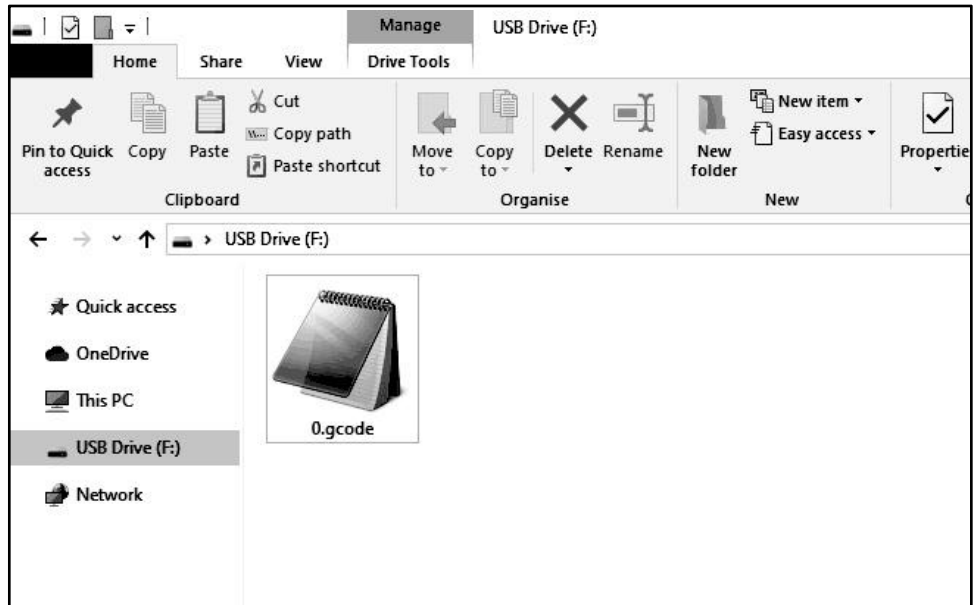 Manage
USB Drive (F:)
Home Share View Drive Tools
Pin to Quick access
Copy
Paste
Cut
Copy path
Paste shortcut
Clipboard
Move to
Copy to
Delete
Rename
Organise
New folder
New item
Easy access
New
Propertie
USB Drive (F:)
Quick access
OneDrive
This PC
USB Drive (F:)
Network
0.gcode